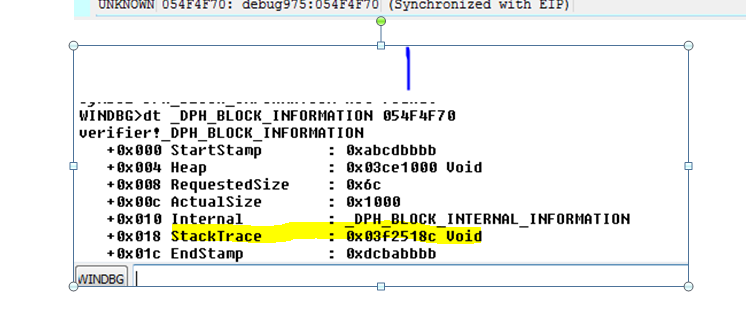 UNKNOWN 054F4F70: debug975:054F4F70 (Synchronized with EIP)
WINDBG>dt _DPH_BLOCK_INFORMATION 054F4F70
verifier!_DPH_BLOCK_INFORMATION
+0x000 StartStamp : 0xabcdbbbb
+0x004 Heap : 0x03ce1000 Void
+0x008 RequestedSize : 0x6c
+0x00c ActualSize : 0x1000
+0x010 Internal : _DPH_BLOCK_INTERNAL_INFORMATION
+0x018 StackTrace : 0x03f2518c Void
+0x01c EndStamp : 0xdcbabbbb
WINDBG